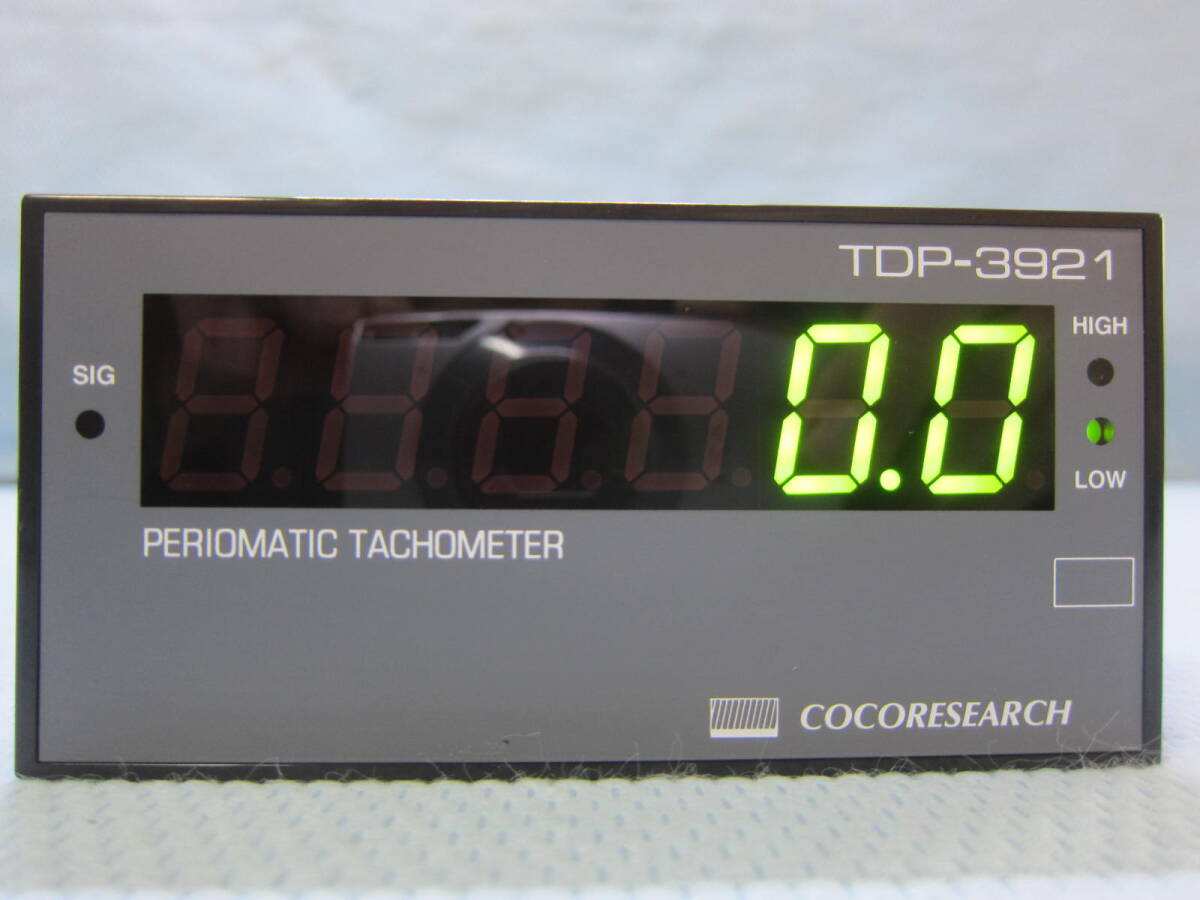 TDP-3921
HIGH
SIG
0.0
LOW
PERIOMATIC TACHOMETER
COCORESEARCH